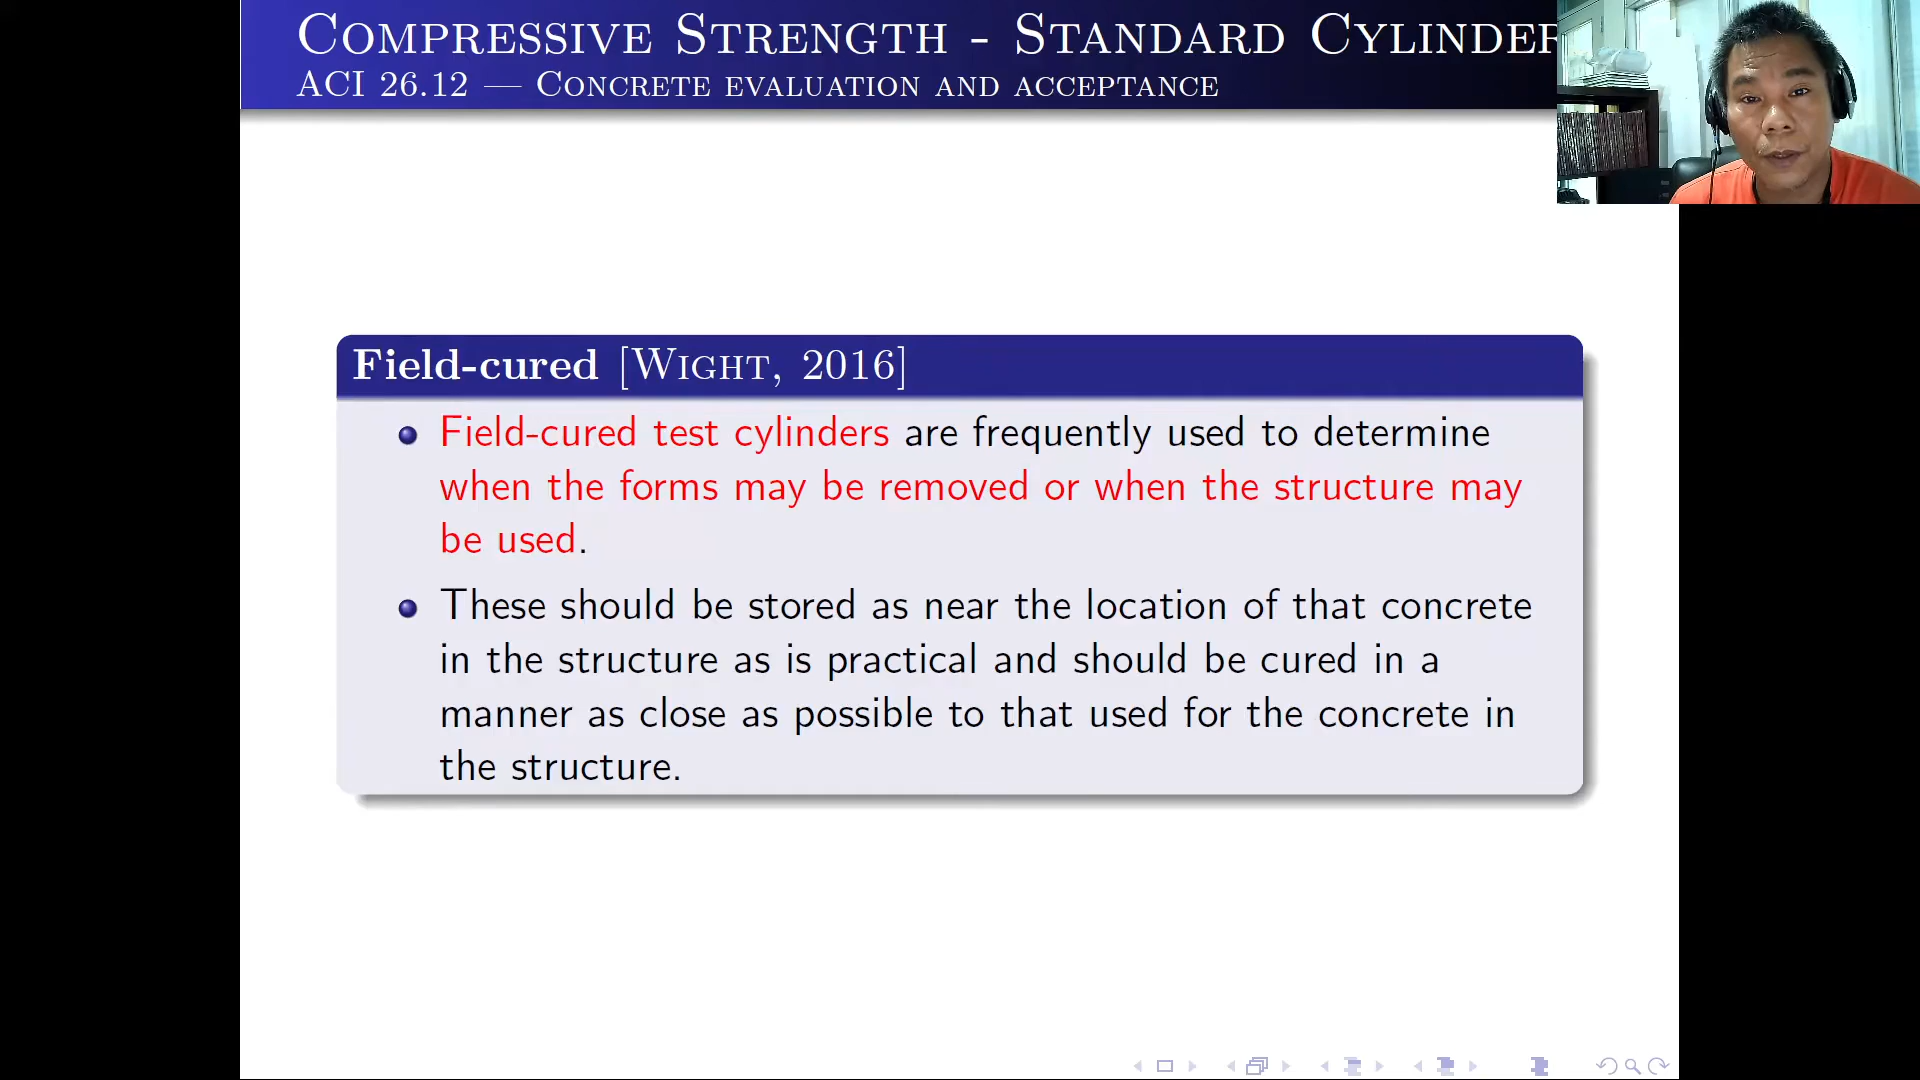 COMPRESSIVE STRENGTH - STANDARD CYLINDER
ACI 26.12 — CONCRETE EVALUATION AND ACCEPTANCE
Field-cured [WIGHT, 2016]
Field-cured test cylinders are frequently used to determine
when the forms may be removed or when the structure may
be used.
These should be stored as near the location of that concrete
in the structure as is practical and should be cured in a
manner as close as possible to that used for the concrete in
the structure.